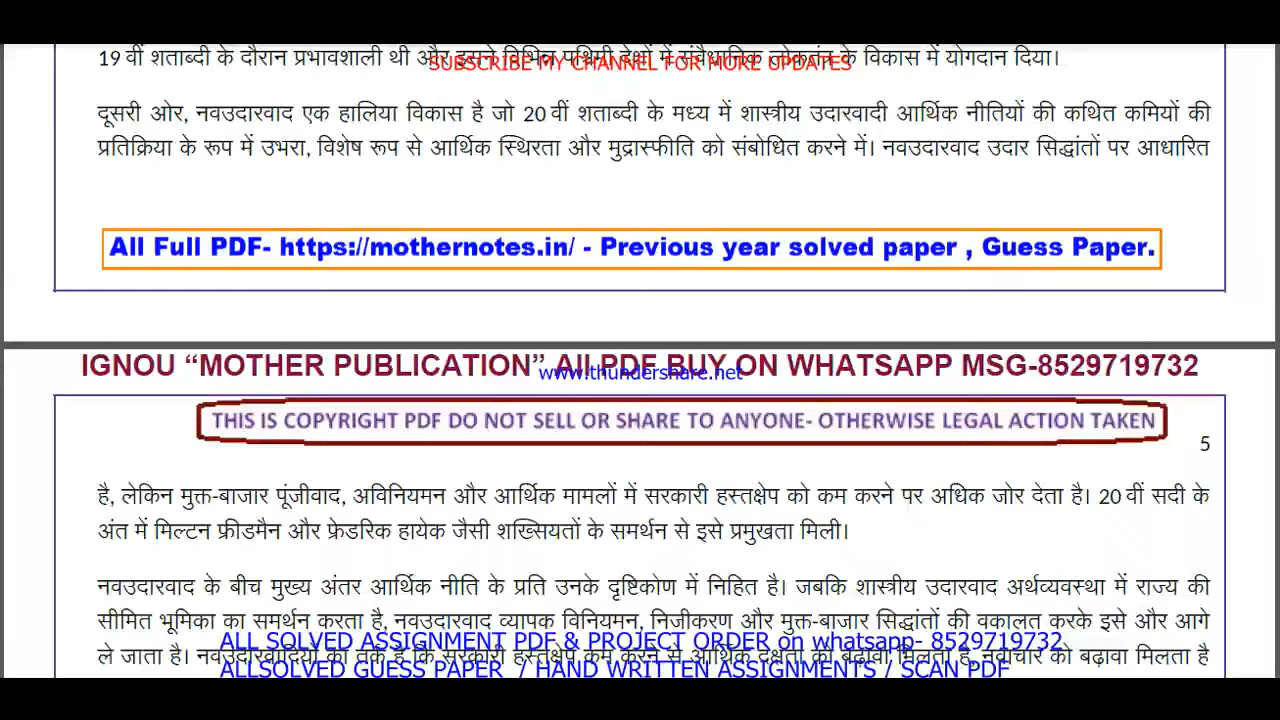 19 वीं शताब्दी के दौरान प्रभावशाली थी और इसने विभिन्न पश्चिमी देशों में संवैधानिक लोकतंत्र के विकास में योगदान दिया।
SUBSCRIBE MY CHANNEL FOR MORE UPDATES
दूसरी ओर, नवउदारवाद एक हालिया विकास है जो 20 वीं शताब्दी के मध्य में शास्त्रीय उदारवादी आर्थिक नीतियों की कथित कमियों की
प्रतिक्रिया के रूप में उभरा, विशेष रूप से आर्थिक स्थिरता और मुद्रास्फीति को संबोधित करने में। नवउदारवाद उदार सिद्धांतों पर आधारित
All Full PDF- https://mothernotes.in/ - Previous year solved paper , Guess Paper.
IGNOU “MOTHER PUBLICATION” All PDF BUY ON WHATSAPP MSG-8529719732
www.thundershare.net
THIS IS COPYRIGHT PDF DO NOT SELL OR SHARE TO ANYONE- OTHERWISE LEGAL ACTION TAKEN
5
है, लेकिन मुक्त-बाजार पूंजीवाद, अविनियमन और आर्थिक मामलों में सरकारी हस्तक्षेप को कम करने पर अधिक जोर देता है। 20 वीं सदी के
अंत में मिल्टन फ्रीडमैन और फ्रेडरिक हायेक जैसी शख्सियतों के समर्थन से इसे प्रमुखता मिली।
नवउदारवाद के बीच मुख्य अंतर आर्थिक नीति के प्रति उनके दृष्टिकोण में निहित है। जबकि शास्त्रीय उदारवाद अर्थव्यवस्था में राज्य की
सीमित भूमिका का समर्थन करता है, नवउदारवाद व्यापक विनियमन, निजीकरण और मुक्त-बाजार सिद्धांतों की वकालत करके इसे और आगे
ALL SOLVED ASSIGNMENT PDF & PROJECT ORDER on whatsapp- 8529719732
ले जाता है। नवउदारवादियों का तर्क है कि सरकारी हस्तक्षेप कम करने से आर्थिक दक्षता को बढ़ावा मिलता है, नवाचार को बढ़ावा मिलता है
ALLSOLVED GUESS PAPER / HAND WRITTEN ASSIGNMENTS / SCAN PDF